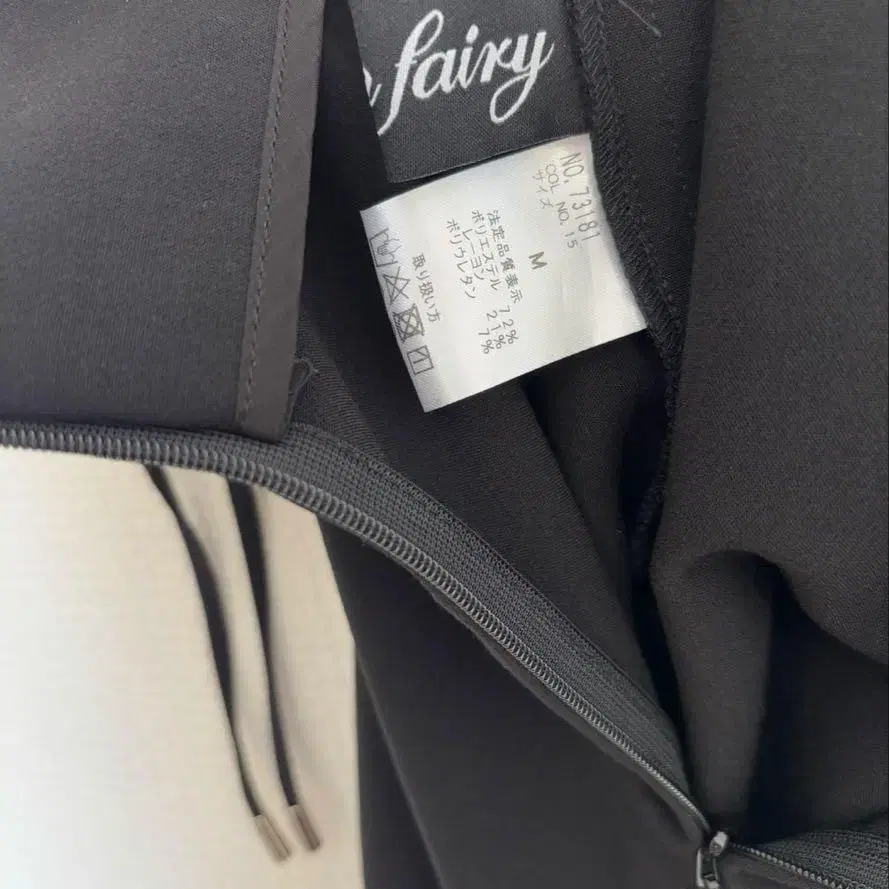 fairy
NO. 73181
COL NO. 15
サイズ
M
法定品質表示
ポリエステル 72%
レーヨン 21%
ポリウレタン 7%
取り扱い方